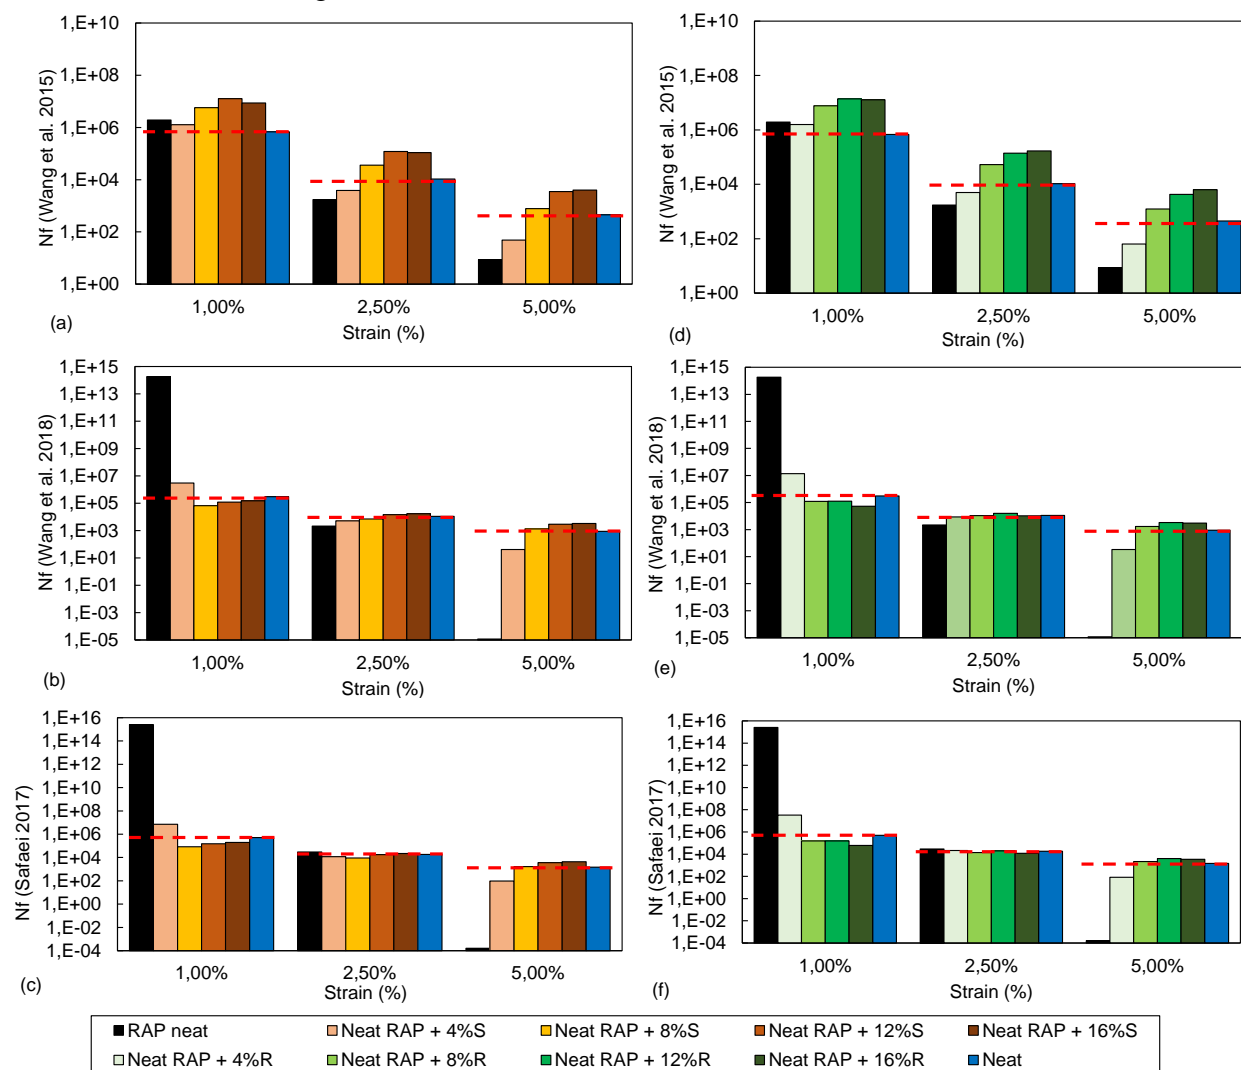 1,E+10
1,E+08
1,E+06
1,E+04
1,E+02
1,E+00
Nf (Wang et al. 2015)
1,00%
2,50%
5,00%
Strain (%)
(a)
1,E+10
1,E+08
1,E+06
1,E+04
1,E+02
1,E+00
Nf (Wang et al. 2015)
1,00%
2,50%
5,00%
Strain (%)
(d)
1,E+15
1,E+13
1,E+11
1,E+09
1,E+07
1,E+05
1,E+03
1,E+01
1,E-01
1,E-03
1,E-05
Nf (Wang et al. 2018)
1,00%
2,50%
5,00%
Strain (%)
(b)
1,E+15
1,E+13
1,E+11
1,E+09
1,E+07
1,E+05
1,E+03
1,E+01
1,E-01
1,E-03
1,E-05
Nf (Wang et al. 2018)
1,00%
2,50%
5,00%
Strain (%)
(e)
1,E+16
1,E+14
1,E+12
1,E+10
1,E+08
1,E+06
1,E+04
1,E+02
1,E+00
1,E-02
1,E-04
Nf (Safaei 2017)
1,00%
2,50%
5,00%
Strain (%)
(c)
1,E+16
1,E+14
1,E+12
1,E+10
1,E+08
1,E+06
1,E+04
1,E+02
1,E+00
1,E-02
1,E-04
Nf (Safaei 2017)
1,00%
2,50%
5,00%
Strain (%)
(f)
RAP neat
Neat RAP + 4%S
Neat RAP + 8%S
Neat RAP + 12%S
Neat RAP + 16%S
Neat RAP + 4%R
Neat RAP + 8%R
Neat RAP + 12%R
Neat RAP + 16%R
Neat